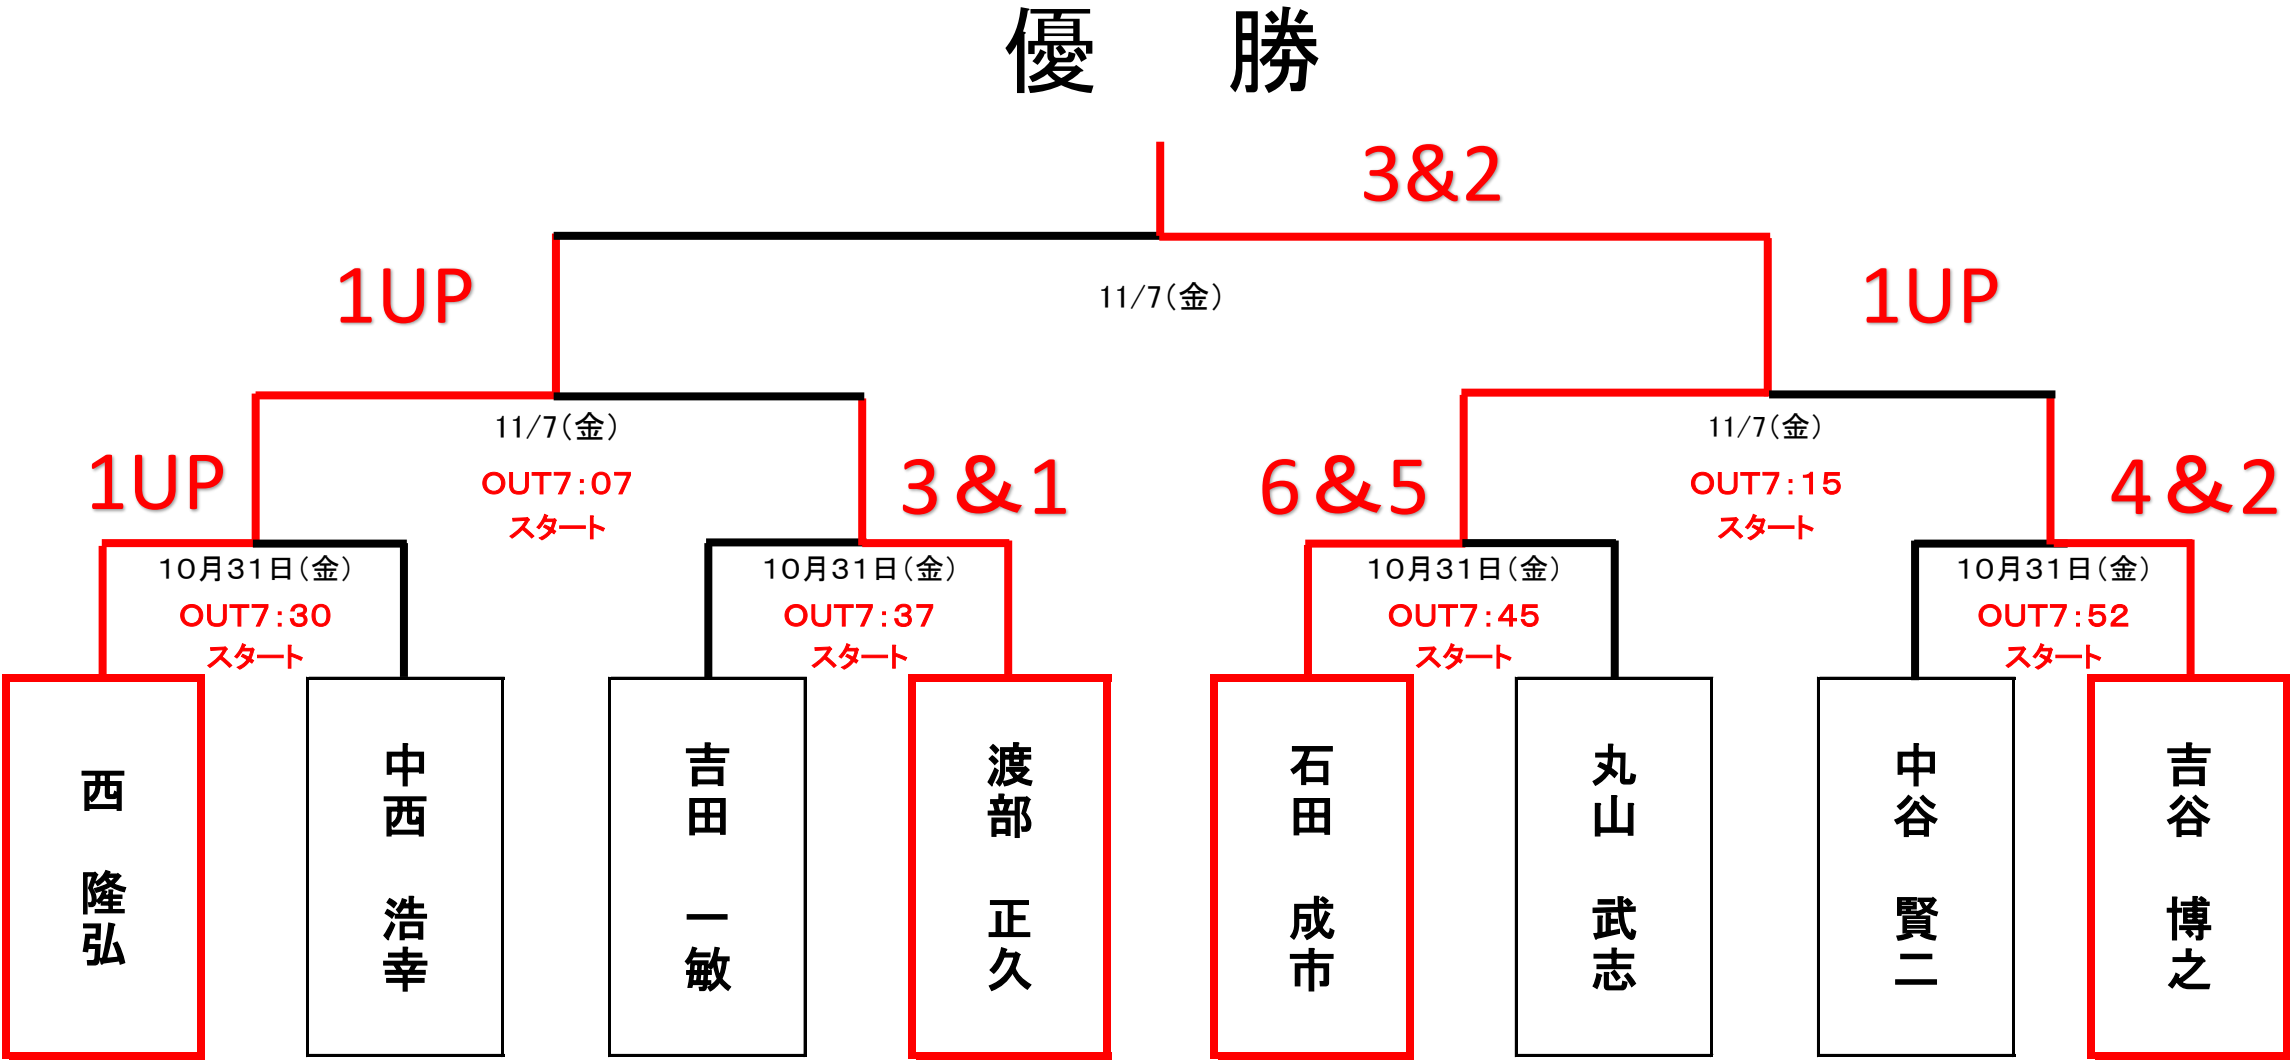 優　勝
3&2
1UP
11/7(金)
1UP
11/7(金)
OUT7:07
スタート
11/7(金)
OUT7:15
スタート
1UP
3&1
6&5
4&2
10月31日(金)
OUT7:30
スタート
10月31日(金)
OUT7:37
スタート
10月31日(金)
OUT7:45
スタート
10月31日(金)
OUT7:52
スタート
西　隆弘
中西　浩幸
吉田　一敏
渡部　正久
石田　成市
丸山　武志
中谷　賢二
吉谷　博之